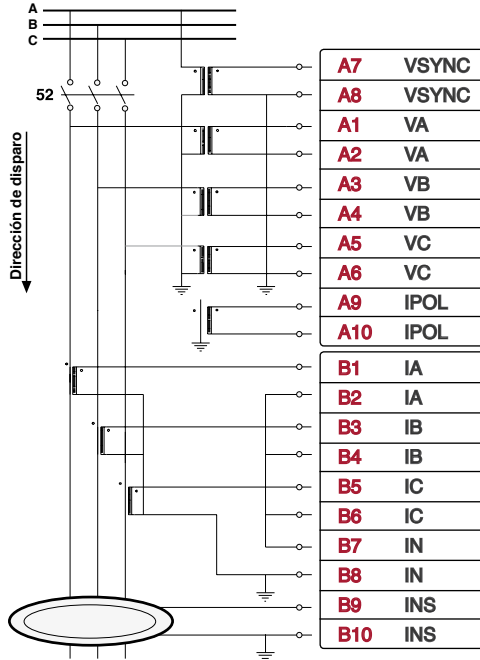 A
B
C
52
Dirección de disparo
A7 VSYNC
A8 VSYNC
A1 VA
A2 VA
A3 VB
A4 VB
A5 VC
A6 VC
A9 IPOL
A10 IPOL
B1 IA
B2 IA
B3 IB
B4 IB
B5 IC
B6 IC
B7 IN
B8 IN
B9 INS
B10 INS